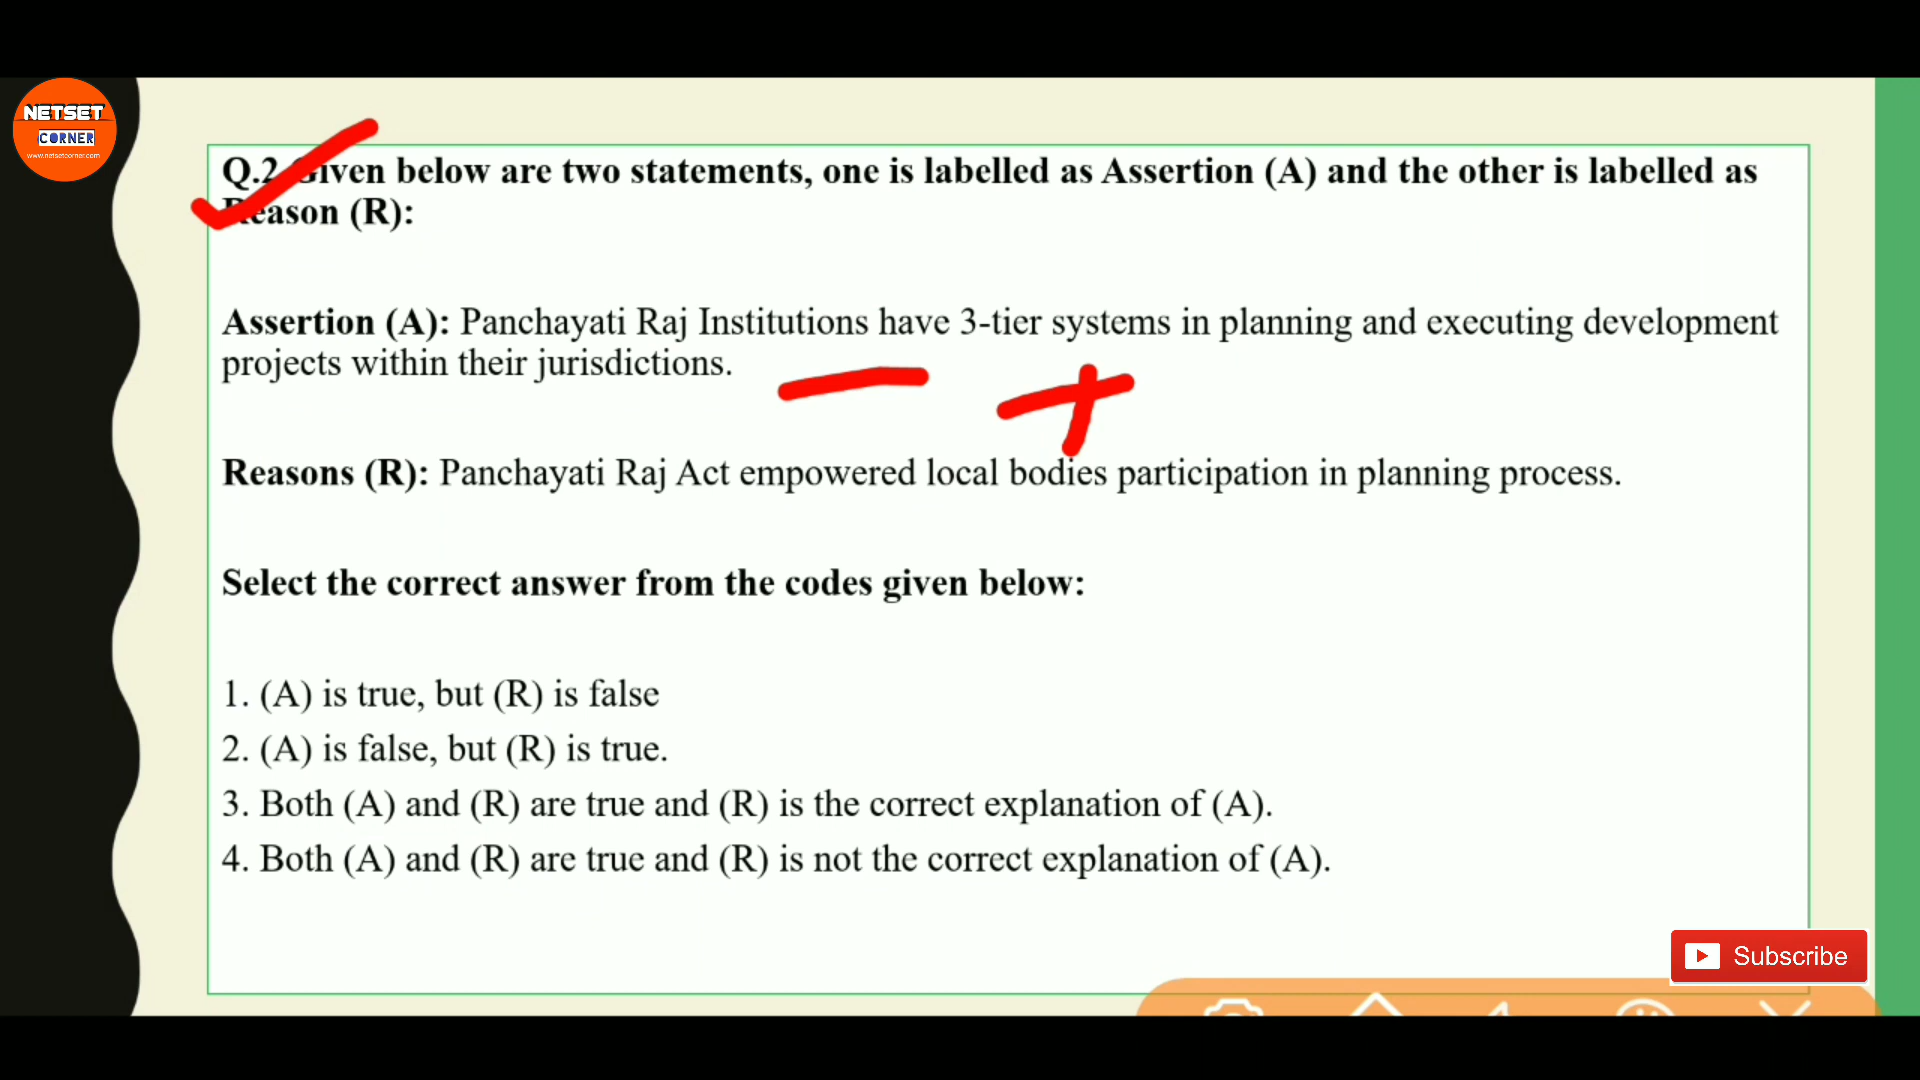 NETSET
CORNER
www.netsetcorner.com
Q.2 Given below are two statements, one is labelled as Assertion (A) and the other is labelled as
Reason (R):
Assertion (A): Panchayati Raj Institutions have 3-tier systems in planning and executing development
projects within their jurisdictions.
Reasons (R): Panchayati Raj Act empowered local bodies participation in planning process.
Select the correct answer from the codes given below:
1. (A) is true, but (R) is false
2. (A) is false, but (R) is true.
3. Both (A) and (R) are true and (R) is the correct explanation of (A).
4. Both (A) and (R) are true and (R) is not the correct explanation of (A).
Subscribe